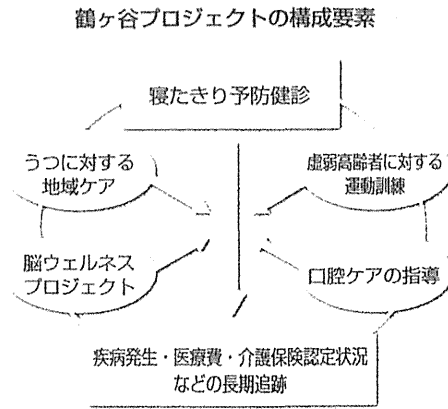 鶴ヶ谷プロジェクトの構成要素
寝たきり予防健診
うつに対する
地域ケア
虚弱高齢者に対する
運動訓練
脳ウェルネス
プロジェクト
口腔ケアの指導
疾病発生・医療費・介護保険認定状況
などの長期追跡